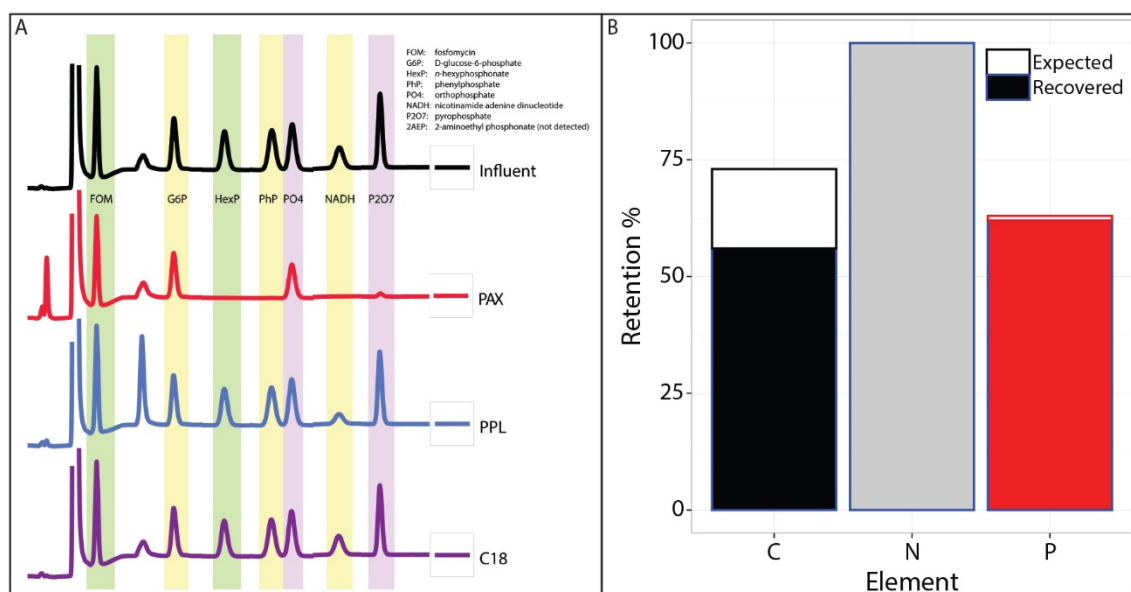 A
FOM: fosfomycin
G6P: D-glucose-6-phosphate
HexP: n-hexyphosphonate
PhP: phenylphosphate
PO4: orthophosphate
NADH: nicotinamide adenine dinucleotide
P2O7: pyrophosphate
2AEP: 2-aminoethyl phosphonate (not detected)
Influent
FOM G6P HexP PhP PO4 NADH P2O7
PAX
PPL
C18
B
100
75
50
25
0
Retention %
Expected
Recovered
C N P
Element